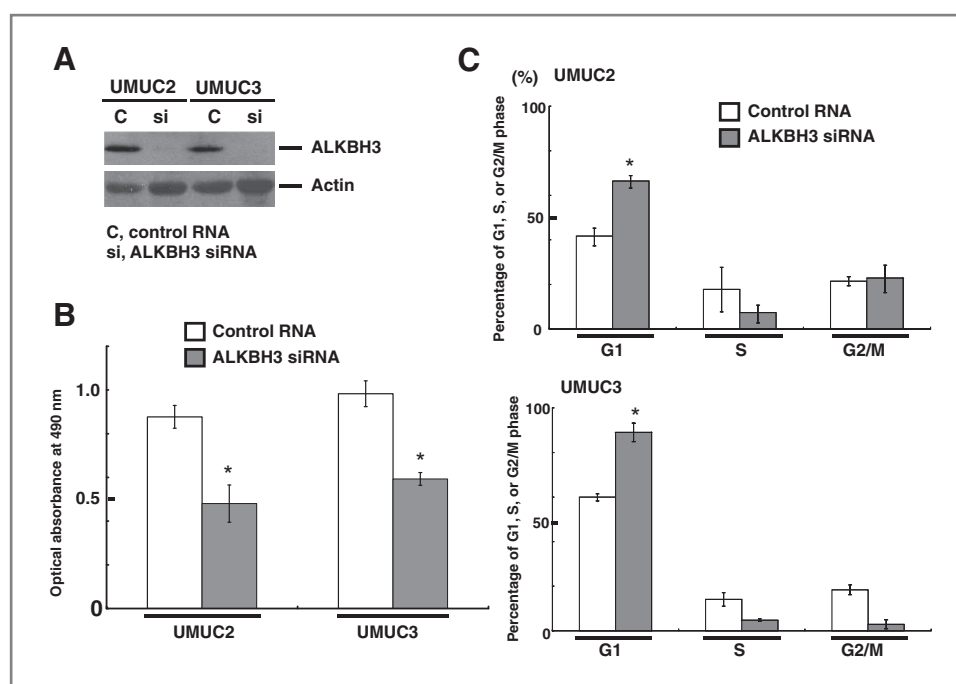 A
UMUC2 UMUC3
C si C si
ALKBH3
Actin
C, control RNA
si, ALKBH3 siRNA
B
Control RNA
ALKBH3 siRNA
Optical absorbance at 490 nm
1.0
0.5
0
*
*
UMUC2 UMUC3
C
(%) UMUC2
Control RNA
ALKBH3 siRNA
Percentage of G1, S, or G2/M phase
100
50
0
*
G1 S G2/M
UMUC3
Percentage of G1, S, or G2/M phase
100
50
0
*
G1 S G2/M